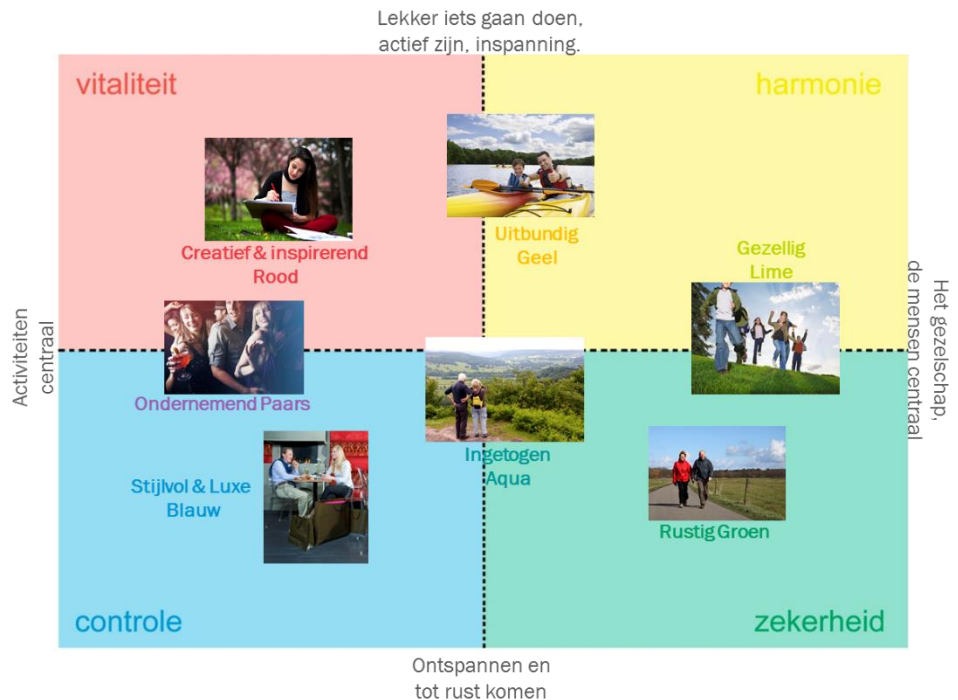 Lekker iets gaan doen,
actief zijn, inspanning.
vitaliteit
harmonie
Creatief & inspirerend
Rood
Uitbundig
Geel
Gezellig
Lime
Activiteiten
centraal
Het gezelschap,
de mensen centraal
Ondernemend Paars
Stijlvol & Luxe
Blauw
Ingetogen
Aqua
Rustig Groen
controle
zekerheid
Ontspannen en
tot rust komen